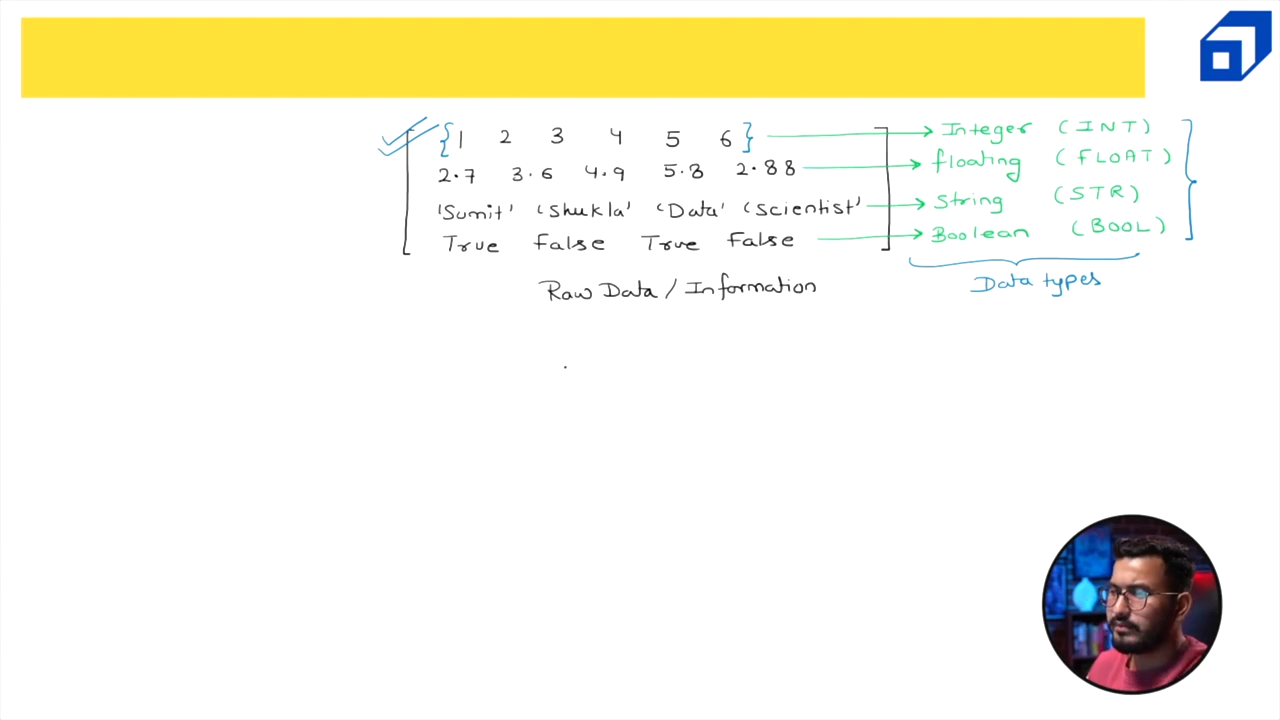 {1 2 3 4 5 6} Integer (INT)
2.7 3.6 4.9 5.8 2.88 floating (FLOAT)
'Sumit' 'Shukla' 'Data' 'Scientist' String (STR)
True False True False Boolean (BOOL)
Raw Data / Information
Data types